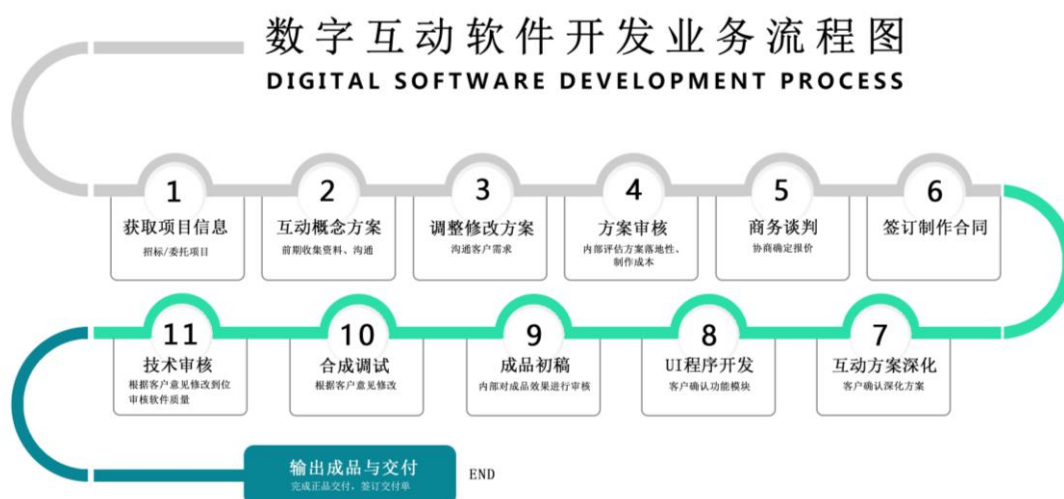 数字互动软件开发业务流程图
DIGITAL SOFTWARE DEVELOPMENT PROCESS
1
获取项目信息
招标/委托项目
2
互动概念方案
前期收集资料、沟通
3
调整修改方案
沟通客户需求
4
方案审核
内部评估方案落地性、
制作成本
5
商务谈判
协商确定报价
6
签订制作合同
7
互动方案深化
客户确认深化方案
8
UI程序开发
客户确认功能模块
9
成品初稿
内部对成品效果进行审核
10
合成调试
根据客户意见修改
11
技术审核
根据客户意见修改到位
审核软件质量
输出成品与交付
完成正品交付，签订交付单
END